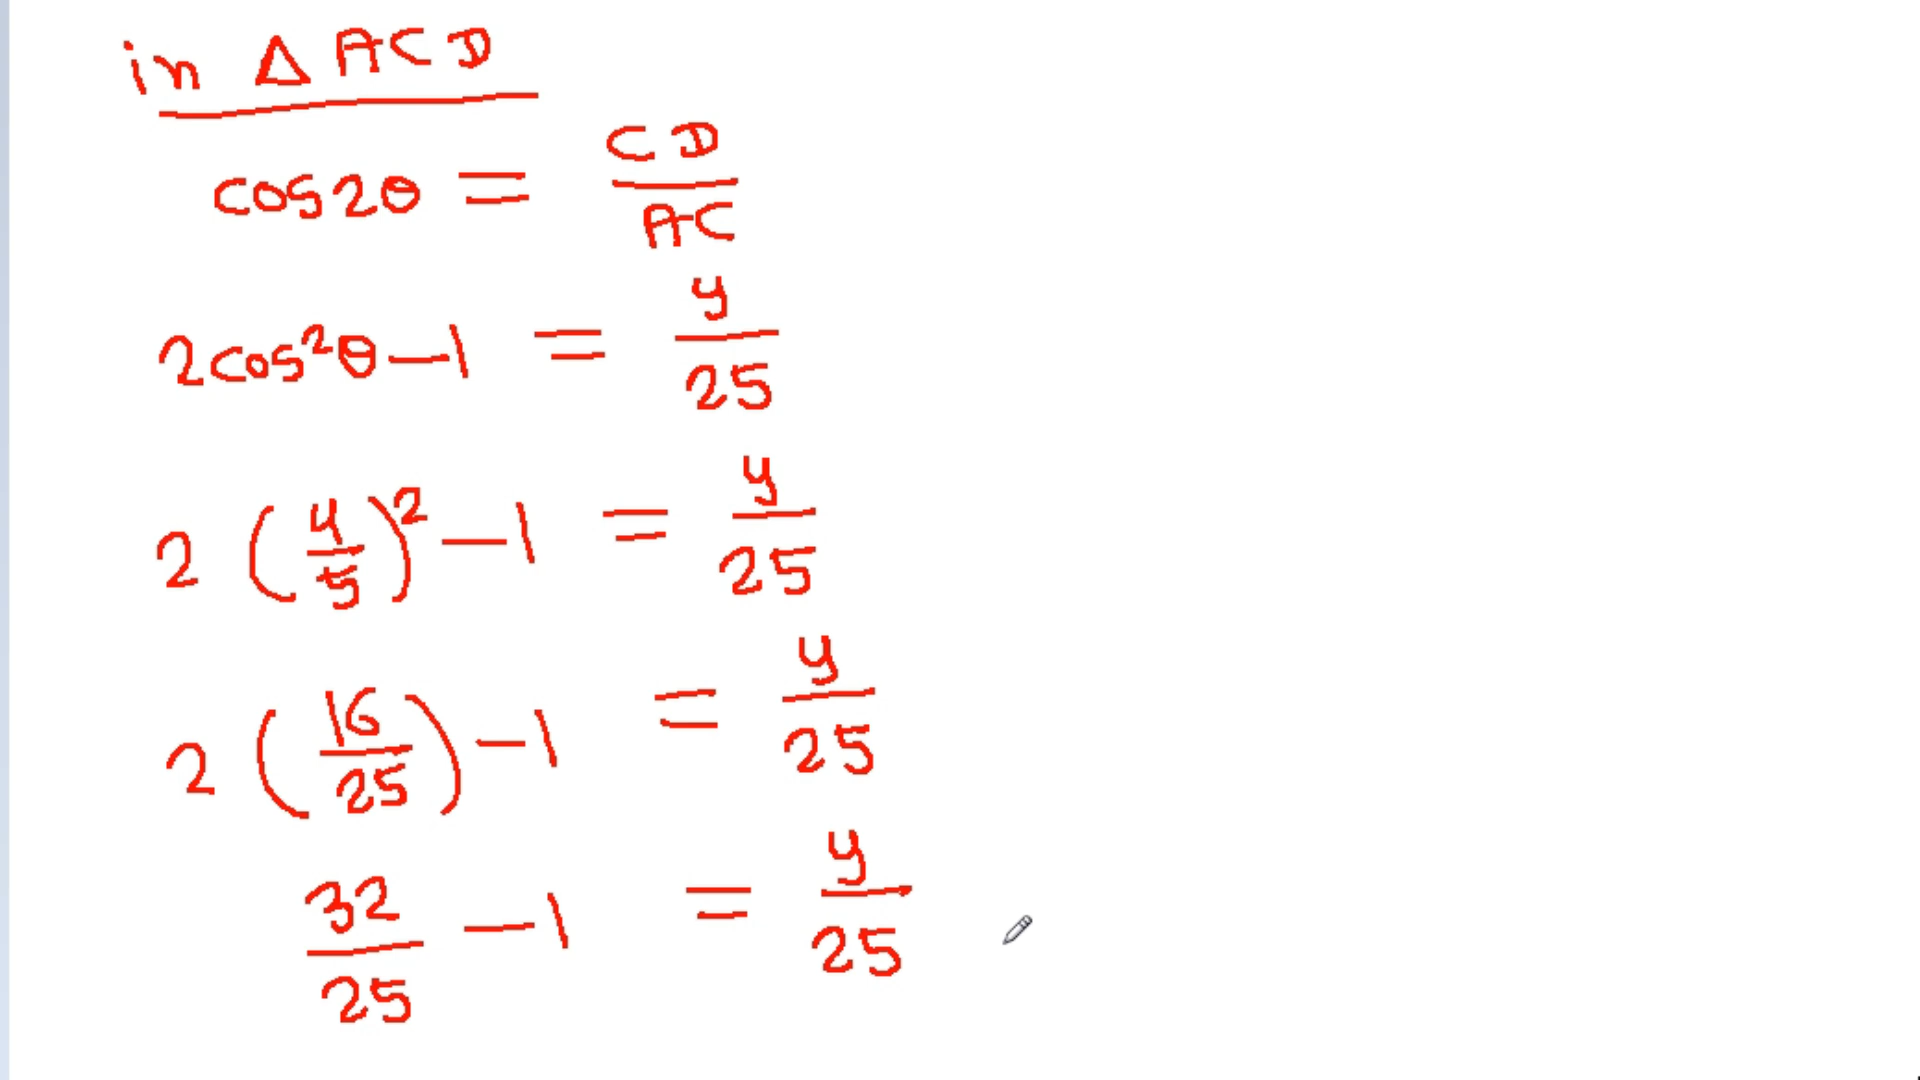 in Δ ACD
cos2θ = CD/AC
2cos²θ-1 = y/25
2 (4/5)² -1 = y/25
2 (16/25) -1 = y/25
32/25 -1 = y/25